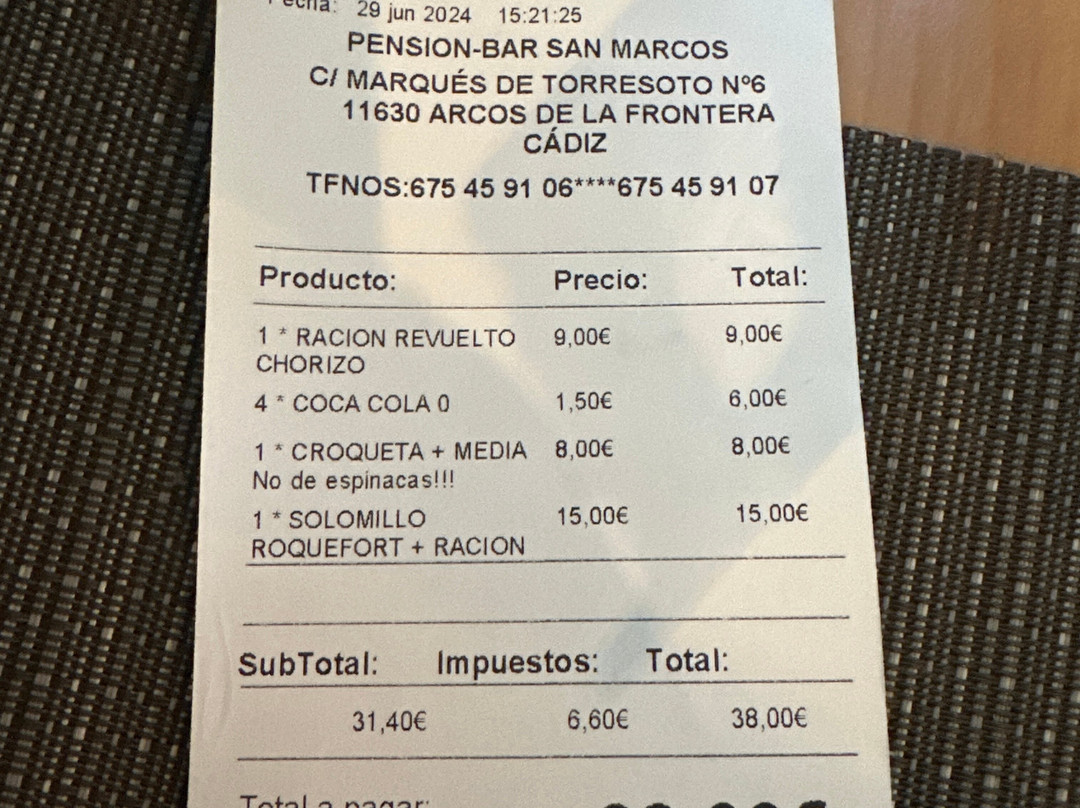 Fecha: 29 jun 2024 15:21:25
PENSION-BAR SAN MARCOS
C/ MARQUÉS DE TORRESOTO Nº6
11630 ARCOS DE LA FRONTERA
CÁDIZ
TFNOS:675 45 91 06****675 45 91 07
Producto: Precio: Total:
1 * RACION REVUELTO 9,00€ 9,00€
CHORIZO
4 * COCA COLA 0 1,50€ 6,00€
1 * CROQUETA + MEDIA 8,00€ 8,00€
No de espinacas!!!
1 * SOLOMILLO 15,00€ 15,00€
ROQUEFORT + RACION
SubTotal: Impuestos: Total:
31,40€ 6,60€ 38,00€
Total a pagar: